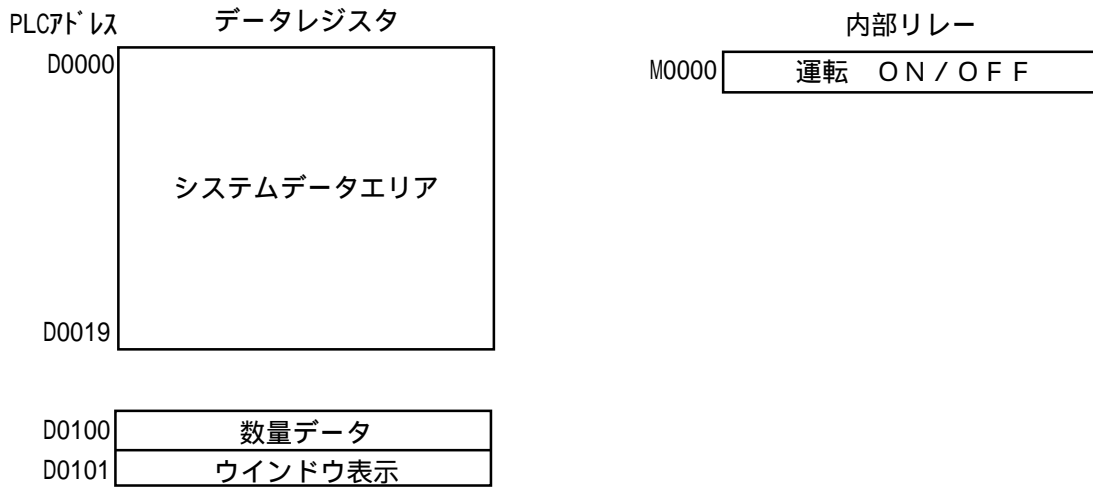 PLCｱﾄﾞﾚｽ データレジスタ 内部リレー
D0000
M0000 運転 ＯＮ／ＯＦＦ
システムデータエリア
D0019
D0100 数量データ
D0101 ウインドウ表示